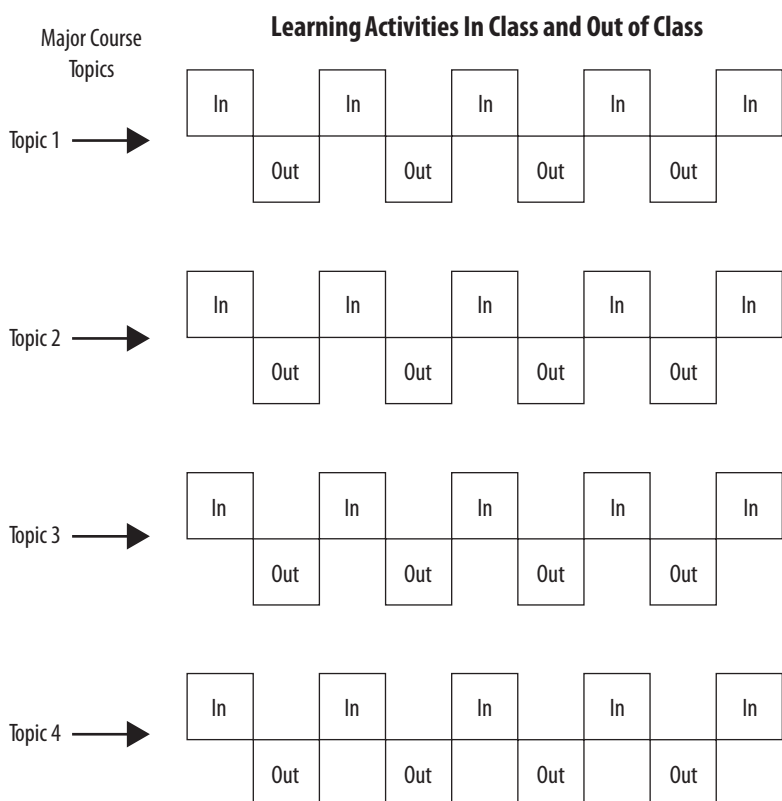 Learning Activities In Class and Out of Class
Major Course
Topics
In In In In In
Topic 1
Out Out Out Out
In In In In In
Topic 2
Out Out Out Out
In In In In In
Topic 3
Out Out Out Out
In In In In In
Topic 4
Out Out Out Out